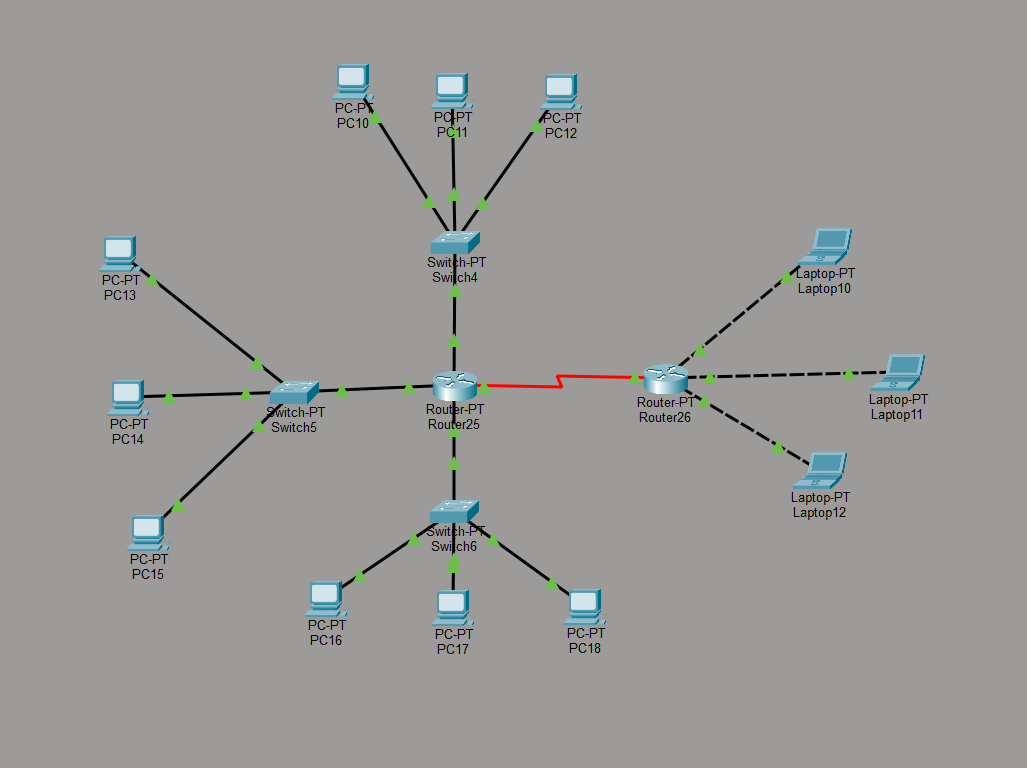 PC-PT
PC10
PC-PT
PC11
PC-PT
PC12
Switch-PT
Switch4
PC-PT
PC13
Laptop-PT
Laptop10
PC-PT
PC14
Switch-PT
Switch5
Router-PT
Router25
Router-PT
Router26
Laptop-PT
Laptop11
Laptop-PT
Laptop12
PC-PT
PC15
Switch-PT
Switch6
PC-PT
PC16
PC-PT
PC17
PC-PT
PC18